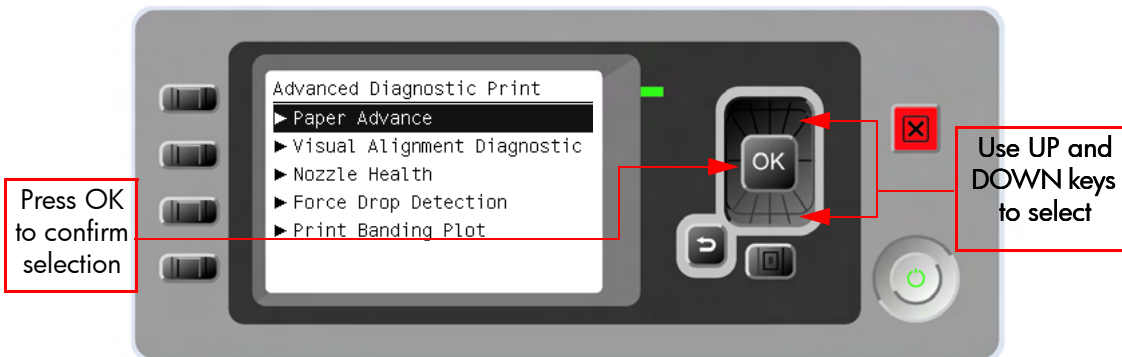 Advanced Diagnostic Print
▶ Paper Advance
▶ Visual Alignment Diagnostic
▶ Nozzle Health
▶ Force Drop Detection
▶ Print Banding Plot
OK
Press OK
to confirm
selection
Use UP and
DOWN keys
to select